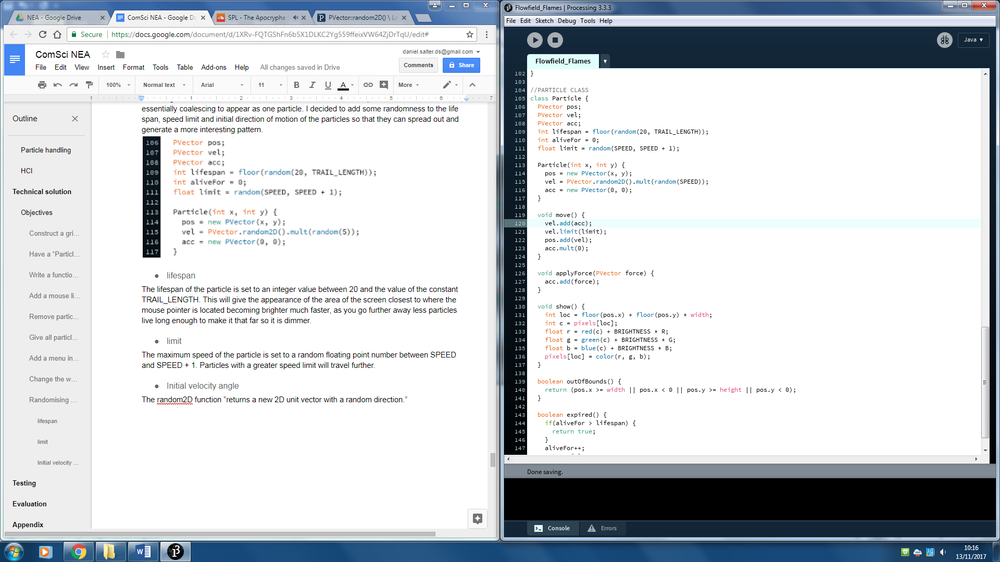 NEA - Google Drive
ComSci NEA - Google Do
SPL - The Apocrypha
PVector::random2D() \ La
Secure
https://docs.google.com/document/d/1XRv-FQTGShFn6b5X1DLKC2Yg559ffeixVW64ZjDrTqU/edit#
ComSci NEA
daniel.salter.ds@gmail.com
File Edit View Insert Format Tools Table Add-ons Help All changes saved in Drive
Comments
Share
100% Normal text Arial 11 B I U A More
1 1 2 3 4 5 6 7
Outline
Particle handling
HCI
Technical solution
Objectives
Construct a gri...
Have a “Particl...
Write a functio...
Add a mouse li...
Remove partic...
Give all particl...
Add a menu in...
Change the w...
Randomising ...
lifespan
limit
Initial velocity ...
Testing
Evaluation
Appendix
essentially coalescing to appear as one particle. I decided to add some randomness to the life
span, speed limit and initial direction of motion of the particles so that they can spread out and
generate a more interesting pattern.
106 PVector pos;
107 PVector vel;
108 PVector acc;
109 int lifespan = floor(random(20, TRAIL_LENGTH));
110 int aliveFor = 0;
111 float limit = random(SPEED, SPEED + 1);
112
113 Particle(int x, int y) {
114 pos = new PVector(x, y);
115 vel = PVector.random2D().mult(random(5));
116 acc = new PVector(0, 0);
117 }
● lifespan
The lifespan of the particle is set to an integer value between 20 and the value of the constant
TRAIL_LENGTH. This will give the appearance of the area of the screen closest to where the
mouse pointer is located becoming brighter much faster, as you go further away less particles
live long enough to make it that far so it is dimmer.
● limit
The maximum speed of the particle is set to a random floating point number between SPEED
and SPEED + 1. Particles with a greater speed limit will travel further.
● Initial velocity angle
The random2D function “returns a new 2D unit vector with a random direction.”
Flowfield_Flames | Processing 3.3.3
File Edit Sketch Debug Tools Help
Java ▼
Flowfield_Flames ▼
102 }
103
104 //PARTICLE CLASS
105 class Particle {
106 PVector pos;
107 PVector vel;
108 PVector acc;
109 int lifespan = floor(random(20, TRAIL_LENGTH));
110 int aliveFor = 0;
111 float limit = random(SPEED, SPEED + 1);
112
113 Particle(int x, int y) {
114 pos = new PVector(x, y);
115 vel = PVector.random2D().mult(random(SPEED));
116 acc = new PVector(0, 0);
117 }
118
119 void move() {
120 vel.add(acc);
121 vel.limit(limit);
122 pos.add(vel);
123 acc.mult(0);
124 }
125
126 void applyForce(PVector force) {
127 acc.add(force);
128 }
129
130 void show() {
131 int loc = floor(pos.x) + floor(pos.y) * width;
132 int c = pixels[loc];
133 float r = red(c) + BRIGHTNESS * R;
134 float g = green(c) + BRIGHTNESS * G;
135 float b = blue(c) + BRIGHTNESS * B;
136 pixels[loc] = color(r, g, b);
137 }
138
139 boolean outOfBounds() {
140 return (pos.x >= width || pos.x < 0 || pos.y >= height || pos.y < 0);
141 }
142
143 boolean expired() {
144 if(aliveFor > lifespan) {
145 return true;
146 }
147 aliveFor++;
Done saving.
Console
Errors
10:16
13/11/2017